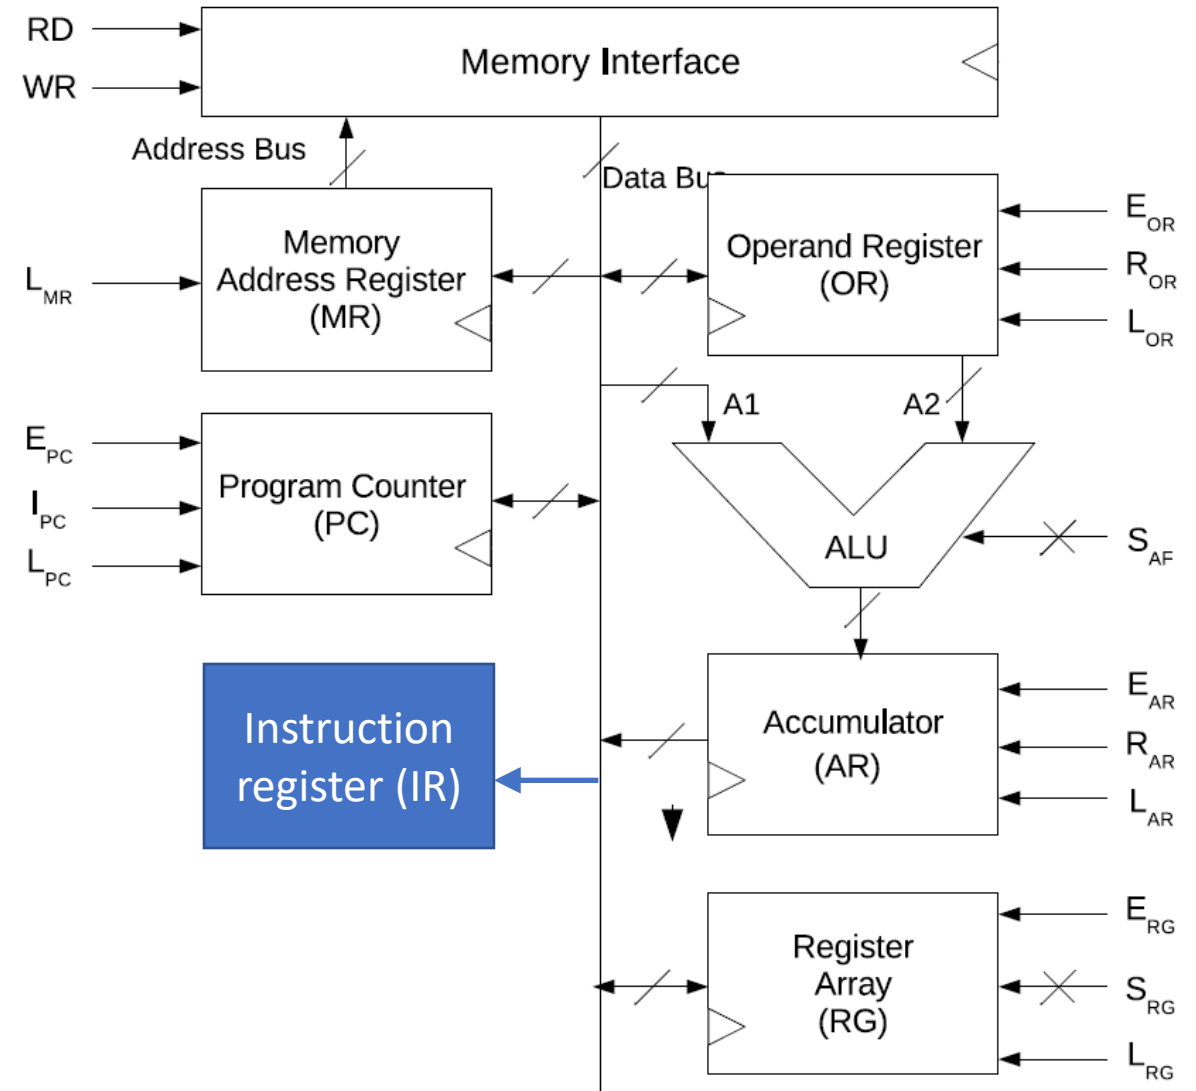 RD
Memory Interface
WR
Address Bus
Data Bus
Memory
Address Register
(MR)
L_MR
Operand Register
(OR)
E_OR
R_OR
L_OR
A1
A2
E_PC
I_PC
L_PC
Program Counter
(PC)
ALU
S_AF
Instruction
register (IR)
Accumulator
(AR)
E_AR
R_AR
L_AR
Register
Array
(RG)
E_RG
S_RG
L_RG